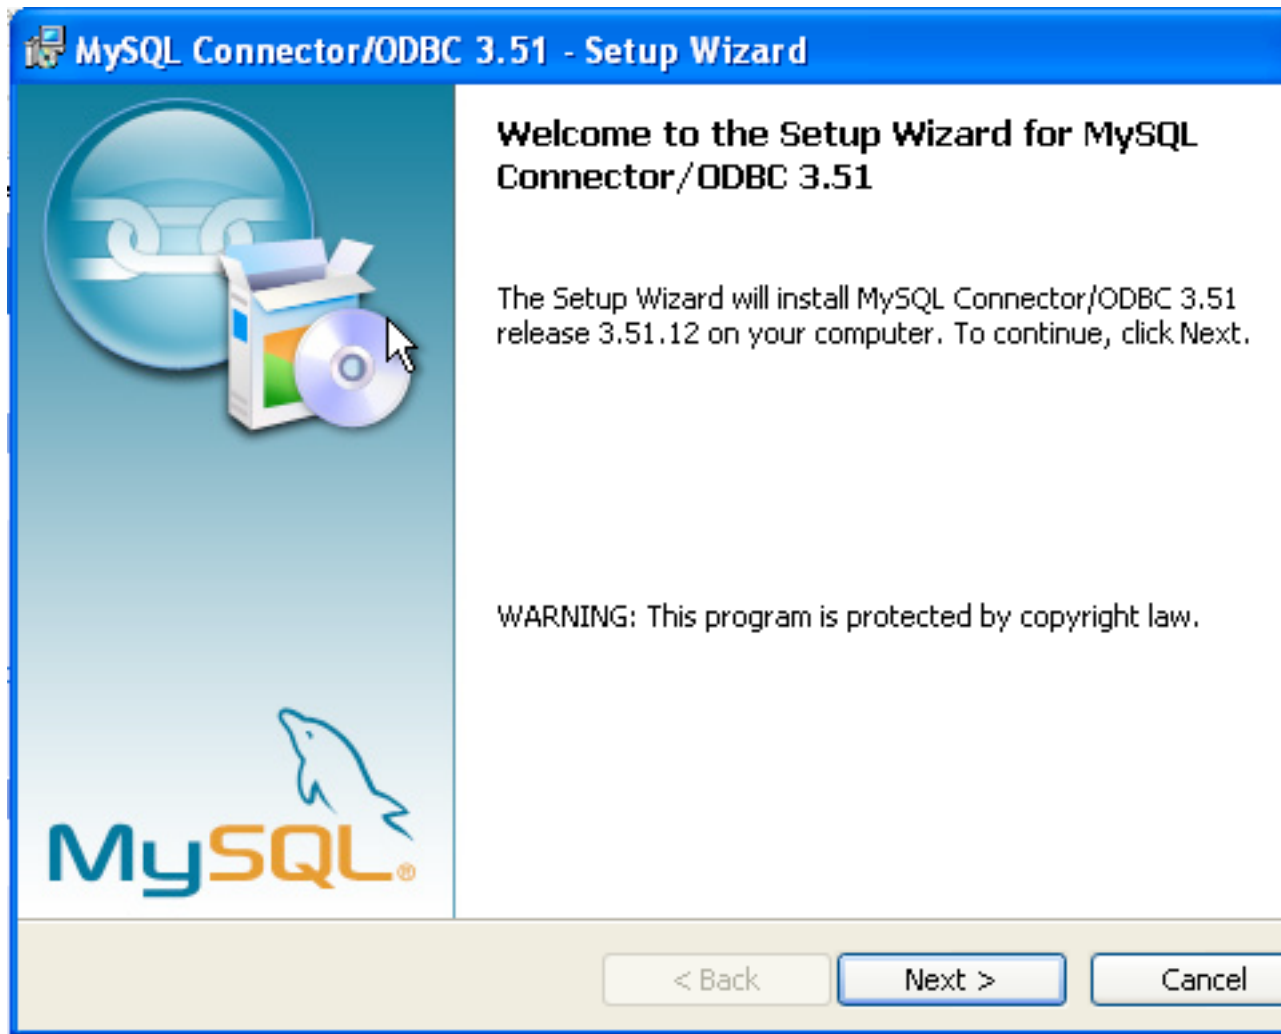 MySQL Connector/ODBC 3.51 - Setup Wizard
Welcome to the Setup Wizard for MySQL
Connector/ODBC 3.51
The Setup Wizard will install MySQL Connector/ODBC 3.51
release 3.51.12 on your computer. To continue, click Next.
WARNING: This program is protected by copyright law.
MySQL®
< Back
Next >
Cancel